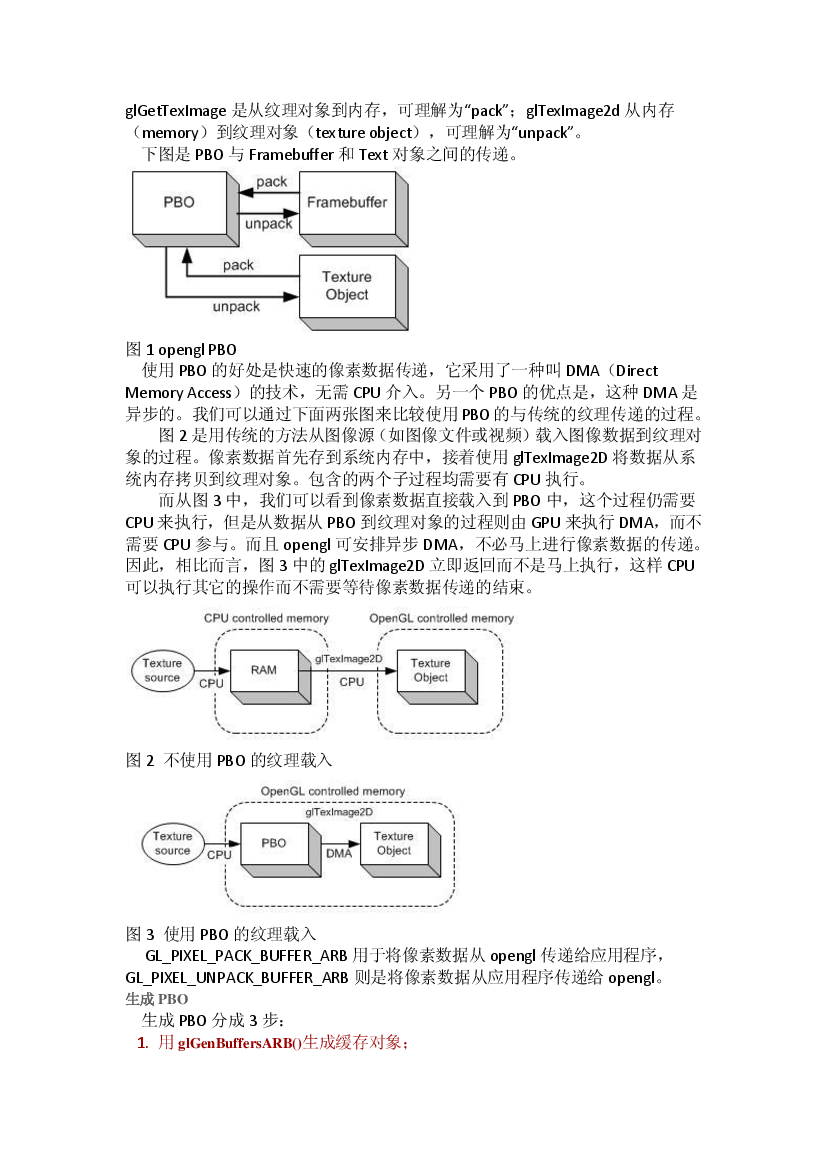 glGetTexImage 是从纹理对象到内存，可理解为“pack”；glTexImage2d 从内存
（memory）到纹理对象（texture object），可理解为“unpack”。
下图是 PBO 与 Framebuffer 和 Text 对象之间的传递。
PBO
pack
unpack
Framebuffer
pack
unpack
Texture
Object
图 1 opengl PBO
使用 PBO 的好处是快速的像素数据传递，它采用了一种叫 DMA（Direct
Memory Access）的技术，无需 CPU 介入。另一个 PBO 的优点是，这种 DMA 是
异步的。我们可以通过下面两张图来比较使用 PBO 的与传统的纹理传递的过程。
图 2 是用传统的方法从图像源（如图像文件或视频）载入图像数据到纹理对
象的过程。像素数据首先存到系统内存中，接着使用 glTexImage2D 将数据从系
统内存拷贝到纹理对象。包含的两个子过程均需要有 CPU 执行。
而从图 3 中，我们可以看到像素数据直接载入到 PBO 中，这个过程仍需要
CPU 来执行，但是从数据从 PBO 到纹理对象的过程则由 GPU 来执行 DMA，而不
需要 CPU 参与。而且 opengl 可安排异步 DMA，不必马上进行像素数据的传递。
因此，相比而言，图 3 中的 glTexImage2D 立即返回而不是马上执行，这样 CPU
可以执行其它的操作而不需要等待像素数据传递的结束。
CPU controlled memory
OpenGL controlled memory
Texture
source
CPU
RAM
glTexImage2D
CPU
Texture
Object
图 2 不使用 PBO 的纹理载入
OpenGL controlled memory
glTexImage2D
Texture
source
CPU
PBO
DMA
Texture
Object
图 3 使用 PBO 的纹理载入
GL_PIXEL_PACK_BUFFER_ARB 用于将像素数据从 opengl 传递给应用程序，
GL_PIXEL_UNPACK_BUFFER_ARB 则是将像素数据从应用程序传递给 opengl。
生成 PBO
生成 PBO 分成 3 步：
1. 用 glGenBuffersARB()生成缓存对象；